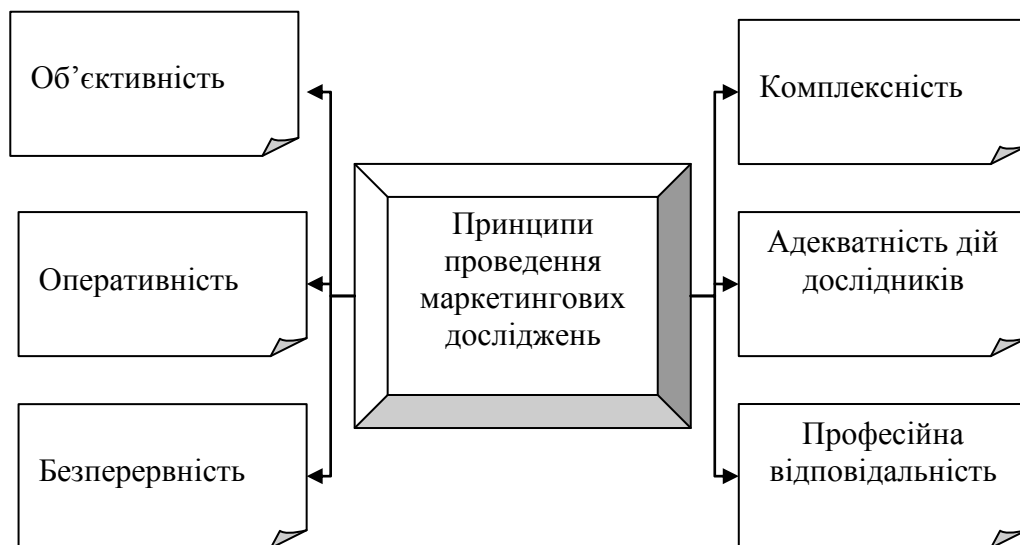 Об’єктивність
Оперативність
Безперервність
Принципи
проведення
маркетингових
досліджень
Комплексність
Адекватність дій
дослідників
Професійна
відповідальність